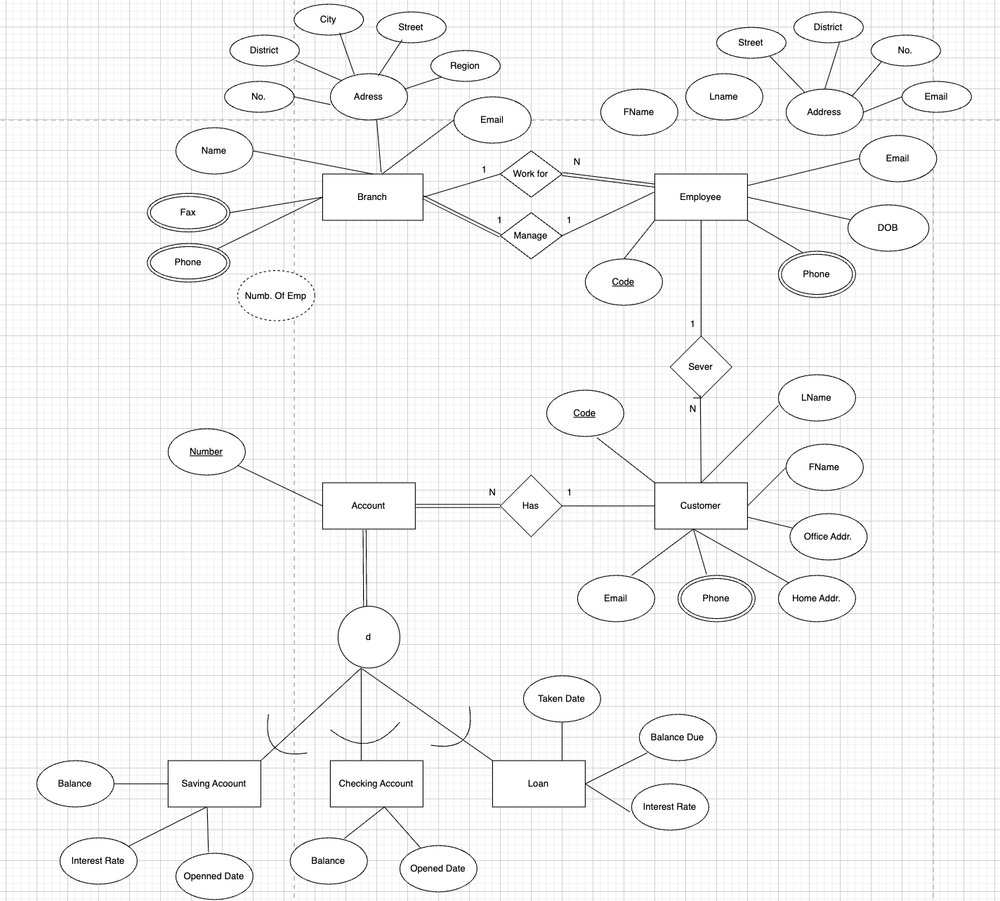 City
Street
District
Region
No.
Adress
Email
Name
Fax
Phone
Numb. Of Emp
Branch
1
Work for
N
1
Manage
1
FName
Lname
Street
District
No.
Address
Email
Email
DOB
Phone
Employee
Code
1
Sever
N
Code
LName
FName
Number
Account
N
Has
1
Customer
Office Addr.
Email
Phone
Home Addr.
d
Taken Date
Balance Due
Balance
Saving Acoount
Checking Account
Loan
Interest Rate
Interest Rate
Openned Date
Balance
Opened Date